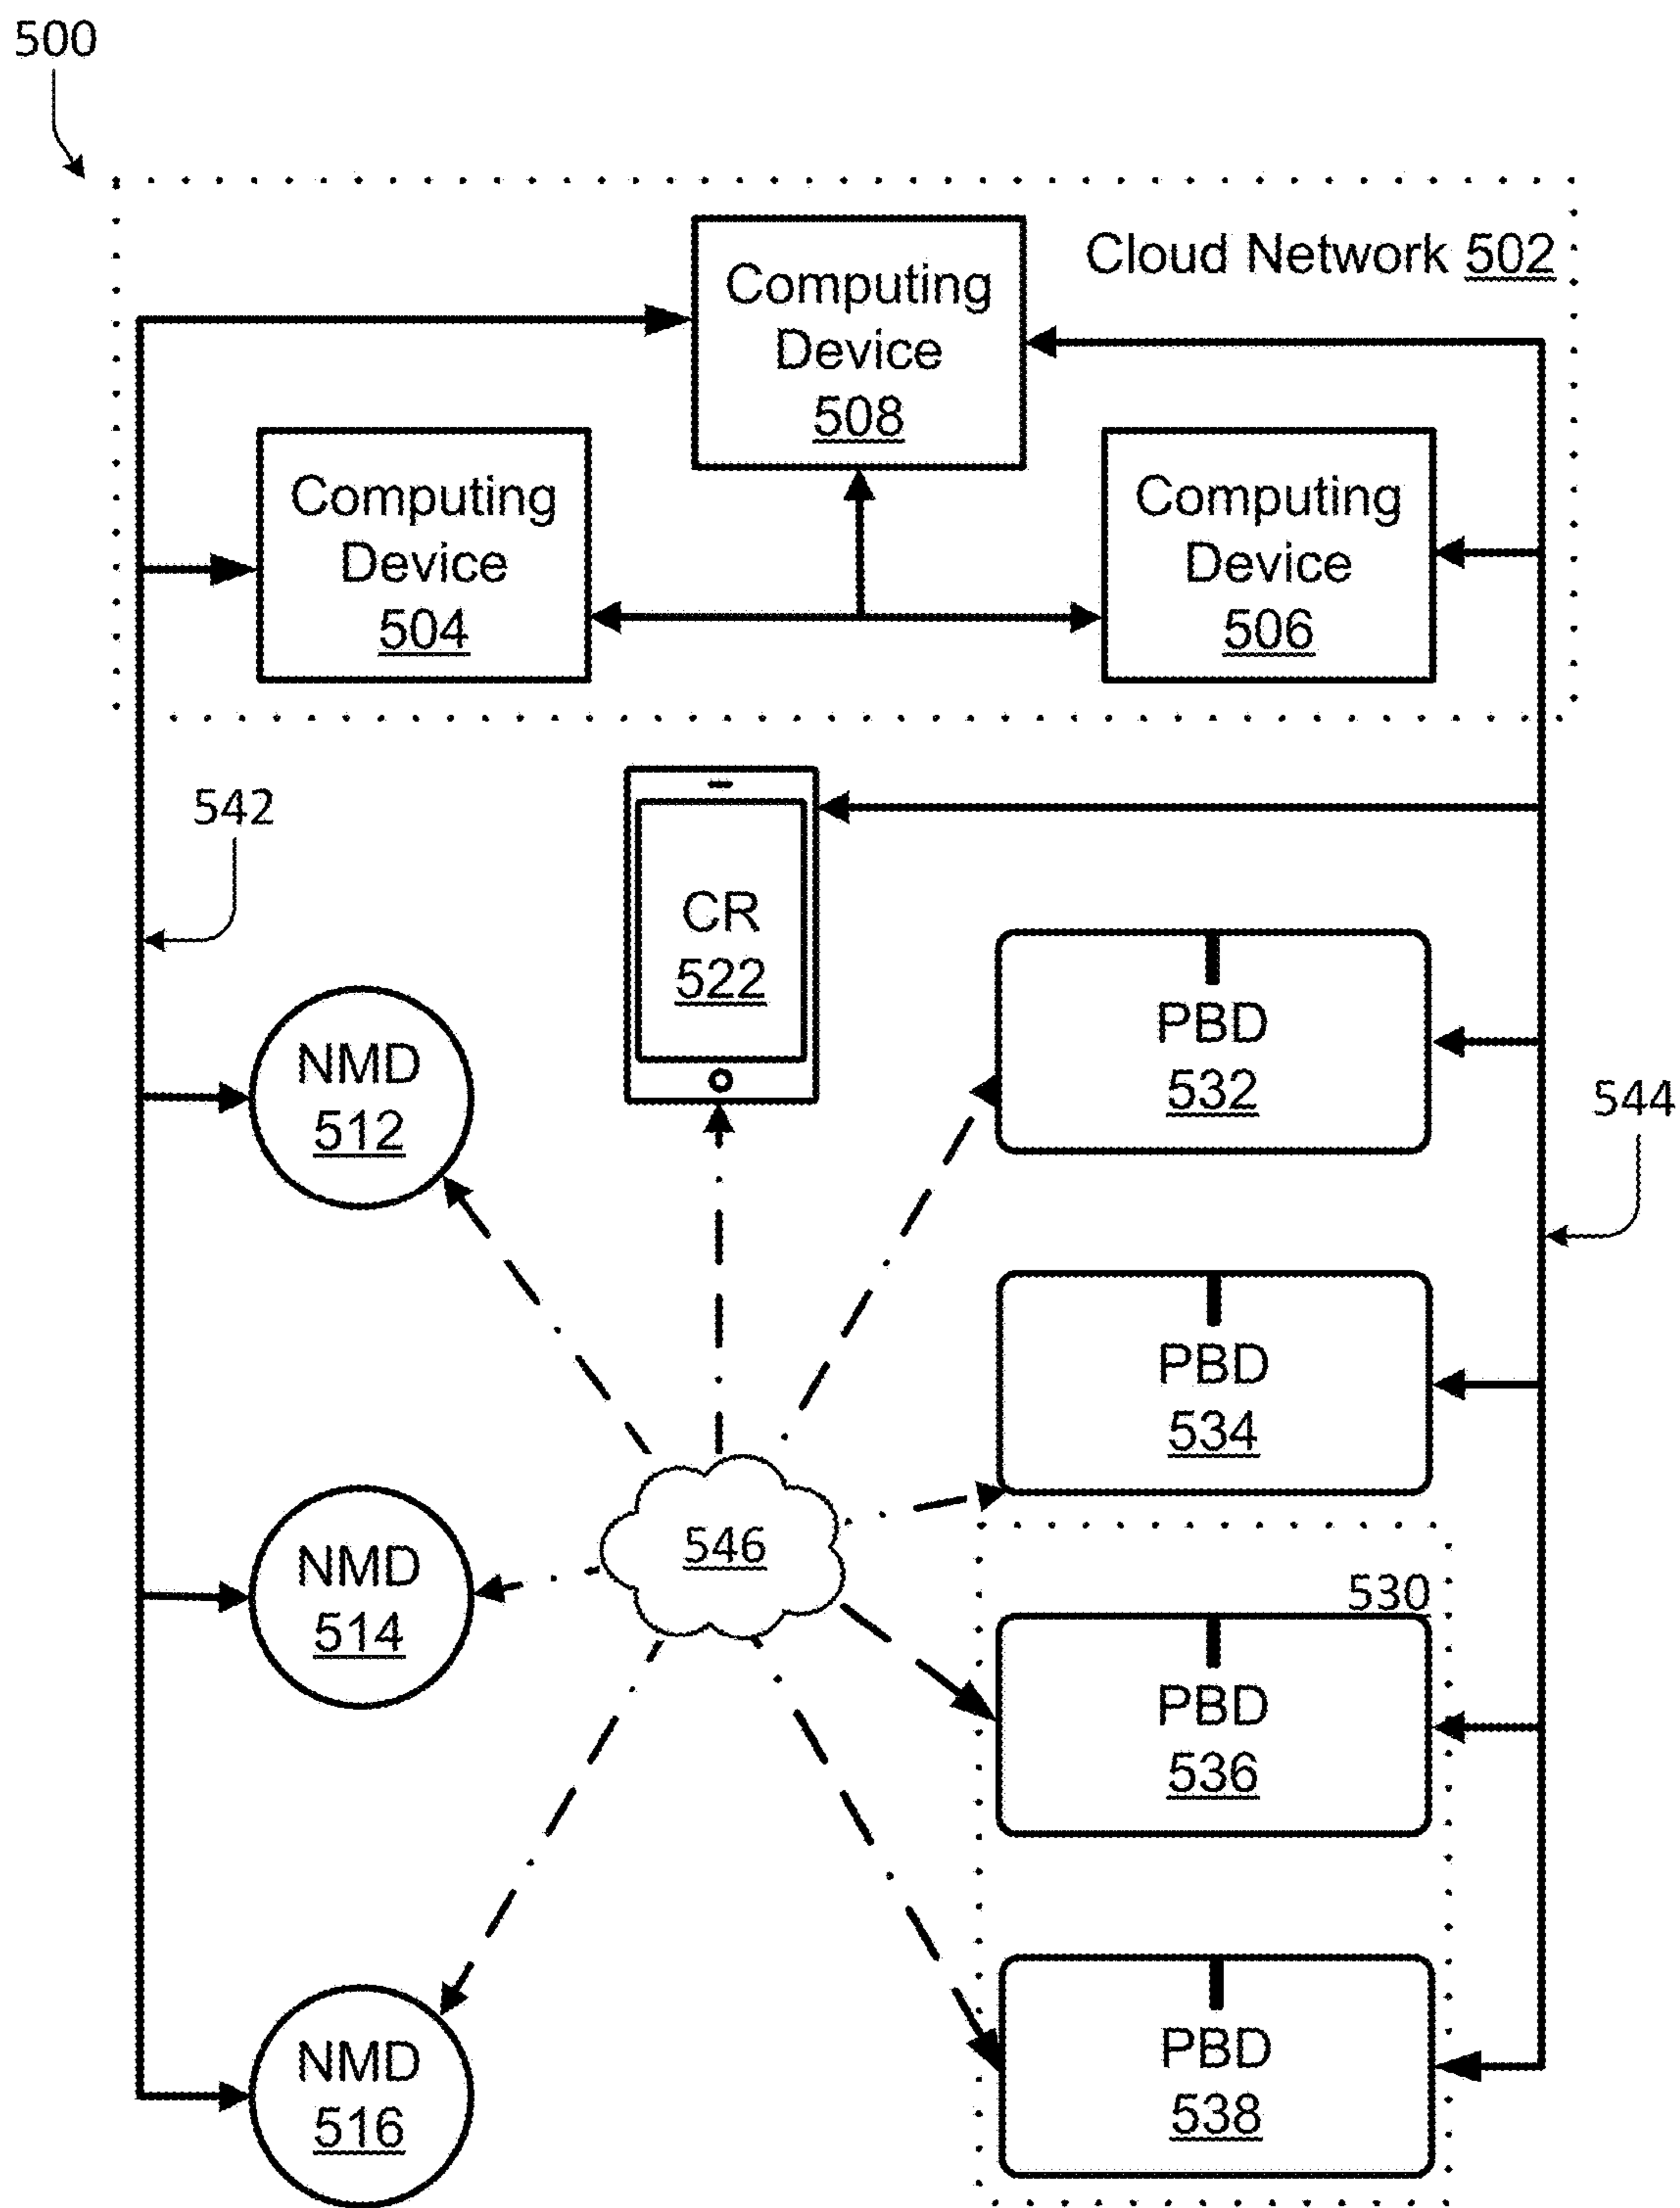 500
Cloud Network 502
Computing
Device
508
Computing
Device
504
Computing
Device
506
542
CR
522
PBD
532
NMD
512
544
PBD
534
546
NMD
514
530
PBD
536
NMD
516
PBD
538